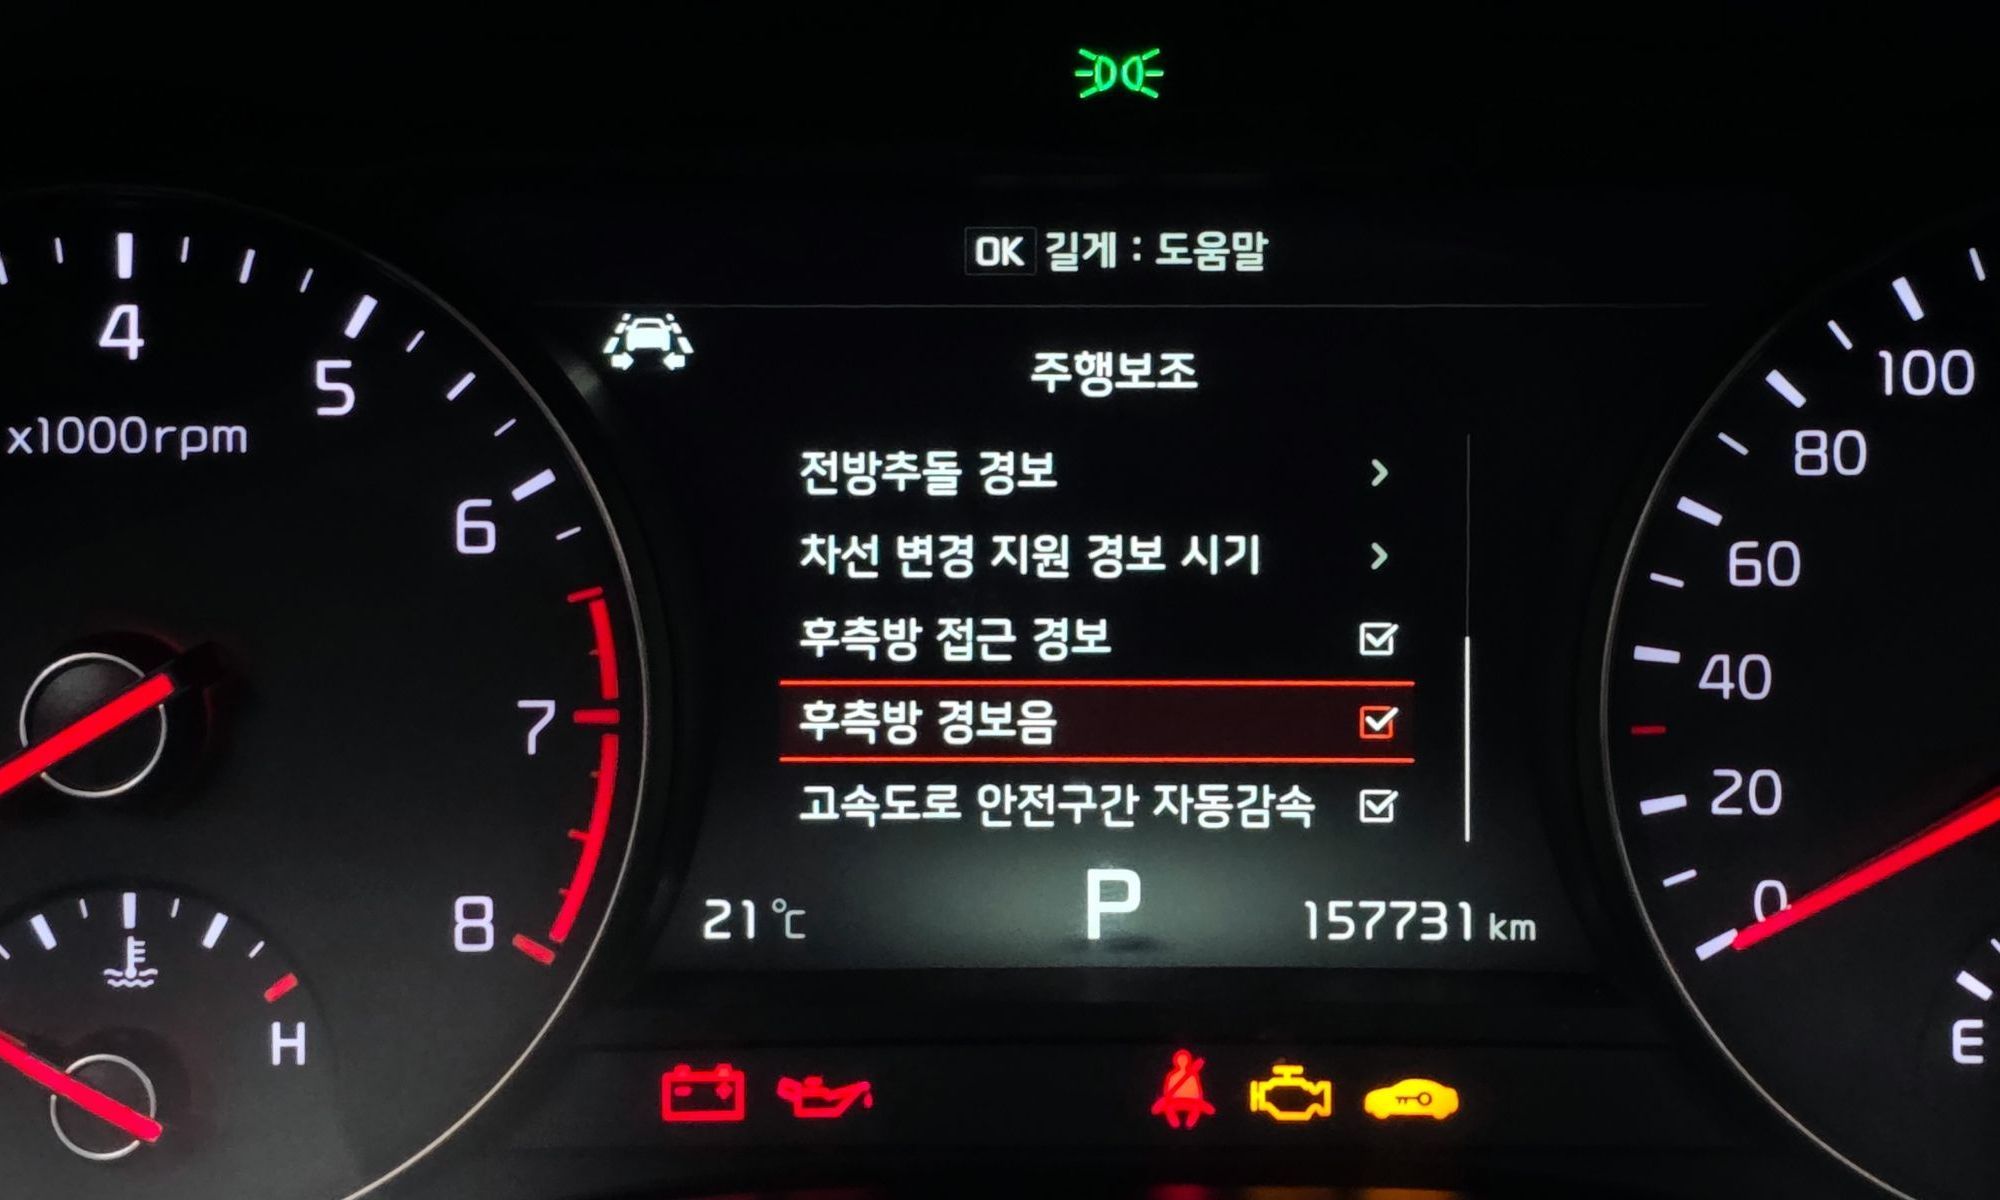 OK 길게 : 도움말
주행보조
전방추돌 경보
차선 변경 지원 경보 시기
후측방 접근 경보
후측방 경보음
고속도로 안전구간 자동감속
21 ℃
P
157731 km
4
5
6
7
8
x1000rpm
H
100
80
60
40
20
0
E